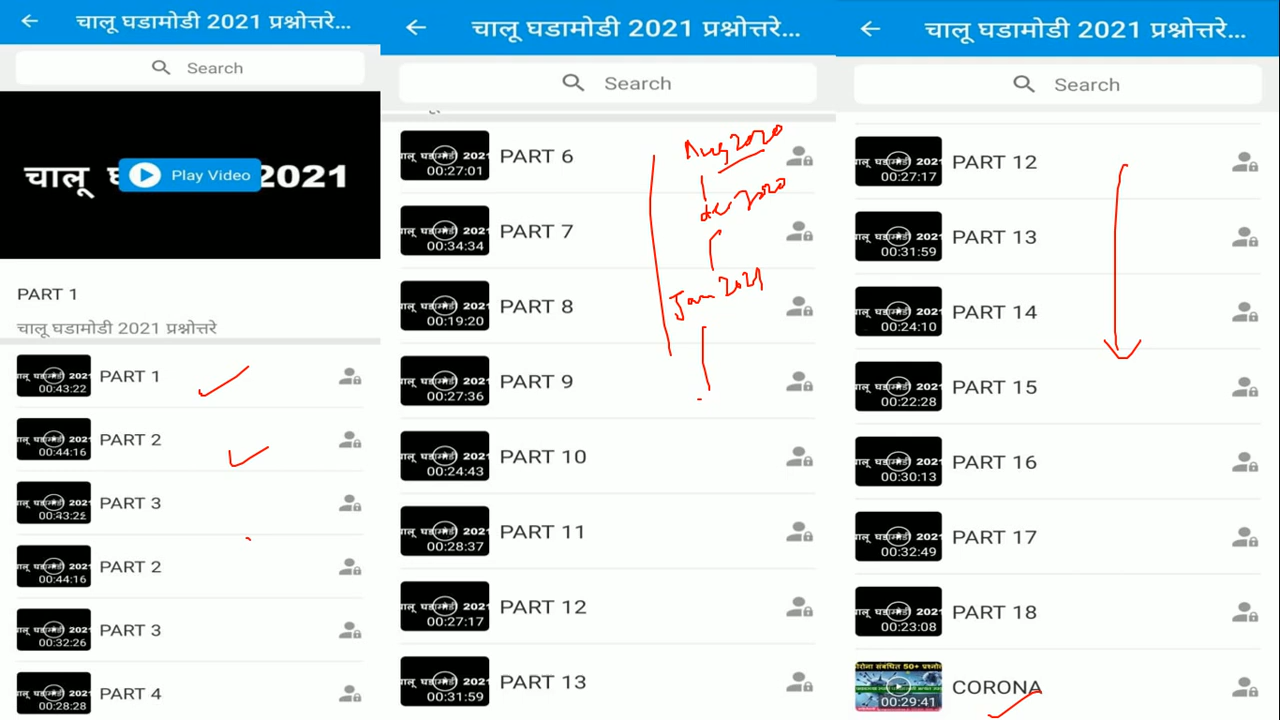 चालू घडामोडी 2021 प्रश्नोत्तरे...
Search
चालू घ
Play Video
2021
PART 1
चालू घडामोडी 2021 प्रश्नोत्तरे
00:43:22
PART 1
00:44:16
PART 2
00:43:22
PART 3
00:44:16
PART 2
00:32:26
PART 3
00:28:28
PART 4
चालू घडामोडी 2021 प्रश्नोत्तरे...
Search
00:27:01
PART 6
00:34:34
PART 7
00:19:20
PART 8
00:27:36
PART 9
00:24:43
PART 10
00:28:37
PART 11
00:27:17
PART 12
00:31:59
PART 13
Aug 2020
dec 2020
Jan 2021
चालू घडामोडी 2021 प्रश्नोत्तरे...
Search
00:27:17
PART 12
00:31:59
PART 13
00:24:10
PART 14
00:22:28
PART 15
00:30:13
PART 16
00:32:49
PART 17
00:23:08
PART 18
संबंधित 50+
00:29:41
CORONA